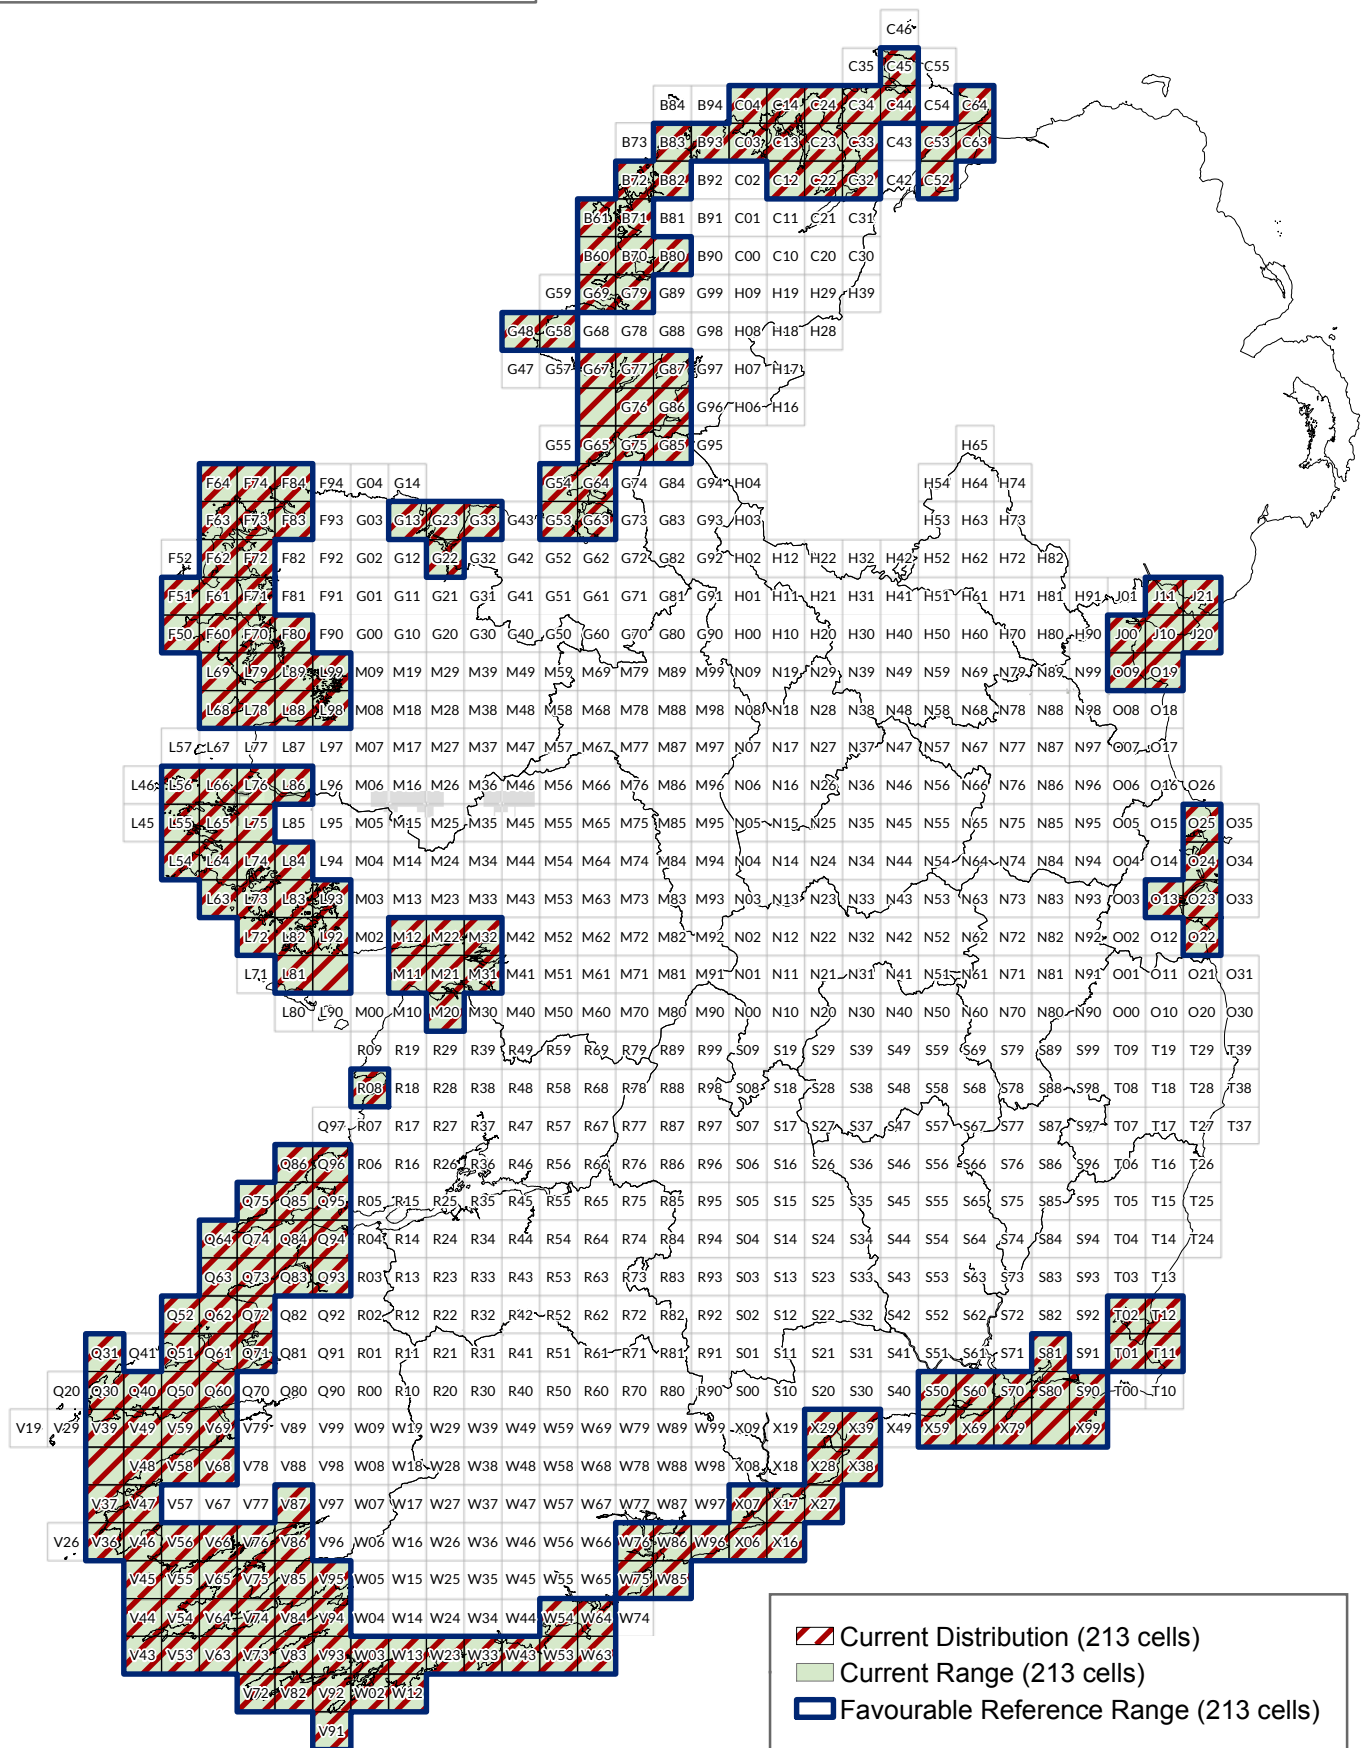 C46
C35 C45 C55
B84 B94 C04 C14 C24 C34 C44 C54 C64
B73 B83 B93 C03 C13 C23 C33 C43 C53 C63
B72 B82 B92 C02 C12 C22 C32 C42 C52
B61 B71 B81 B91 C01 C11 C21 C31
B60 B70 B80 B90 C00 C10 C20 C30
G59 G69 G79 G89 G99 H09 H19 H29 H39
G48 G58 G68 G78 G88 G98 H08 H18 H28
G47 G57 G67 G77 G87 G97 H07 H17
G76 G86 G96 H06 H16
G55 G65 G75 G85 G95 H65
F64 F74 F84 F94 G04 G14 G54 G64 G74 G84 G94 H04 H54 H64 H74
F63 F73 F83 F93 G03 G13 G23 G33 G43 G53 G63 G73 G83 G93 H03 H53 H63 H73
F52 F62 F72 F82 F92 G02 G12 G22 G32 G42 G52 G62 G72 G82 G92 H02 H12 H22 H32 H42 H52 H62 H72 H82
F51 F61 F71 F81 F91 G01 G11 G21 G31 G41 G51 G61 G71 G81 G91 H01 H11 H21 H31 H41 H51 H61 H71 H81 H91 J01 J11 J21
F50 F60 F70 F80 F90 G00 G10 G20 G30 G40 G50 G60 G70 G80 G90 H00 H10 H20 H30 H40 H50 H60 H70 H80 H90 J00 J10 J20
L69 L79 L89 L99 M09 M19 M29 M39 M49 M59 M69 M79 M89 M99 N09 N19 N29 N39 N49 N59 N69 N79 N89 N99 O09 O19
L68 L78 L88 L98 M08 M18 M28 M38 M48 M58 M68 M78 M88 M98 N08 N18 N28 N38 N48 N58 N68 N78 N88 N98 O08 O18
L57 L67 L77 L87 L97 M07 M17 M27 M37 M47 M57 M67 M77 M87 M97 N07 N17 N27 N37 N47 N57 N67 N77 N87 N97 O07 O17
L46 L56 L66 L76 L86 L96 M06 M16 M26 M36 M46 M56 M66 M76 M86 M96 N06 N16 N26 N36 N46 N56 N66 N76 N86 N96 O06 O16 O26
L45 L55 L65 L75 L85 L95 M05 M15 M25 M35 M45 M55 M65 M75 M85 M95 N05 N15 N25 N35 N45 N55 N65 N75 N85 N95 O05 O15 O25 O35
L54 L64 L74 L84 L94 M04 M14 M24 M34 M44 M54 M64 M74 M84 M94 N04 N14 N24 N34 N44 N54 N64 N74 N84 N94 O04 O14 O24 O34
L63 L73 L83 L93 M03 M13 M23 M33 M43 M53 M63 M73 M83 M93 N03 N13 N23 N33 N43 N53 N63 N73 N83 N93 O03 O13 O23 O33
L72 L82 L92 M02 M12 M22 M32 M42 M52 M62 M72 M82 M92 N02 N12 N22 N32 N42 N52 N62 N72 N82 N92 O02 O12 O22
L71 L81 M11 M21 M31 M41 M51 M61 M71 M81 M91 N01 N11 N21 N31 N41 N51 N61 N71 N81 N91 O01 O11 O21 O31
L80 L90 M00 M10 M20 M30 M40 M50 M60 M70 M80 M90 N00 N10 N20 N30 N40 N50 N60 N70 N80 N90 O00 O10 O20 O30
R09 R19 R29 R39 R49 R59 R69 R79 R89 R99 S09 S19 S29 S39 S49 S59 S69 S79 S89 S99 T09 T19 T29 T39
R08 R18 R28 R38 R48 R58 R68 R78 R88 R98 S08 S18 S28 S38 S48 S58 S68 S78 S88 S98 T08 T18 T28 T38
Q97 R07 R17 R27 R37 R47 R57 R67 R77 R87 R97 S07 S17 S27 S37 S47 S57 S67 S77 S87 S97 T07 T17 T27 T37
Q86 Q96 R06 R16 R26 R36 R46 R56 R66 R76 R86 R96 S06 S16 S26 S36 S46 S56 S66 S76 S86 S96 T06 T16 T26
Q75 Q85 Q95 R05 R15 R25 R35 R45 R55 R65 R75 R85 R95 S05 S15 S25 S35 S45 S55 S65 S75 S85 S95 T05 T15 T25
Q64 Q74 Q84 Q94 R04 R14 R24 R34 R44 R54 R64 R74 R84 R94 S04 S14 S24 S34 S44 S54 S64 S74 S84 S94 T04 T14 T24
Q63 Q73 Q83 Q93 R03 R13 R23 R33 R43 R53 R63 R73 R83 R93 S03 S13 S23 S33 S43 S53 S63 S73 S83 S93 T03 T13
Q52 Q62 Q72 Q82 Q92 R02 R12 R22 R32 R42 R52 R62 R72 R82 R92 S02 S12 S22 S32 S42 S52 S62 S72 S82 S92 T02 T12
Q31 Q41 Q51 Q61 Q71 Q81 Q91 R01 R11 R21 R31 R41 R51 R61 R71 R81 R91 S01 S11 S21 S31 S41 S51 S61 S71 S81 S91 T01 T11
Q20 Q30 Q40 Q50 Q60 Q70 Q80 Q90 R00 R10 R20 R30 R40 R50 R60 R70 R80 R90 S00 S10 S20 S30 S40 S50 S60 S70 S80 S90 T00 T10
V19 V29 V39 V49 V59 V69 V79 V89 V99 W09 W19 W29 W39 W49 W59 W69 W79 W89 W99 X09 X19 X29 X39 X49 X59 X69 X79 X99
V48 V58 V68 V78 V88 V98 W08 W18 W28 W38 W48 W58 W68 W78 W88 W98 X08 X18 X28 X38
V37 V47 V57 V67 V77 V87 V97 W07 W17 W27 W37 W47 W57 W67 W77 W87 W97 X07 X17 X27
V26 V36 V46 V56 V66 V76 V86 V96 W06 W16 W26 W36 W46 W56 W66 W76 W86 W96 X06 X16
V45 V55 V65 V75 V85 V95 W05 W15 W25 W35 W45 W55 W65 W75 W85
V44 V54 V64 V74 V84 V94 W04 W14 W24 W34 W44 W54 W64 W74
V43 V53 V63 V73 V83 V93 W03 W13 W23 W33 W43 W53 W63
V72 V82 V92 W02 W12
V91
Current Distribution (213 cells)
Current Range (213 cells)
Favourable Reference Range (213 cells)